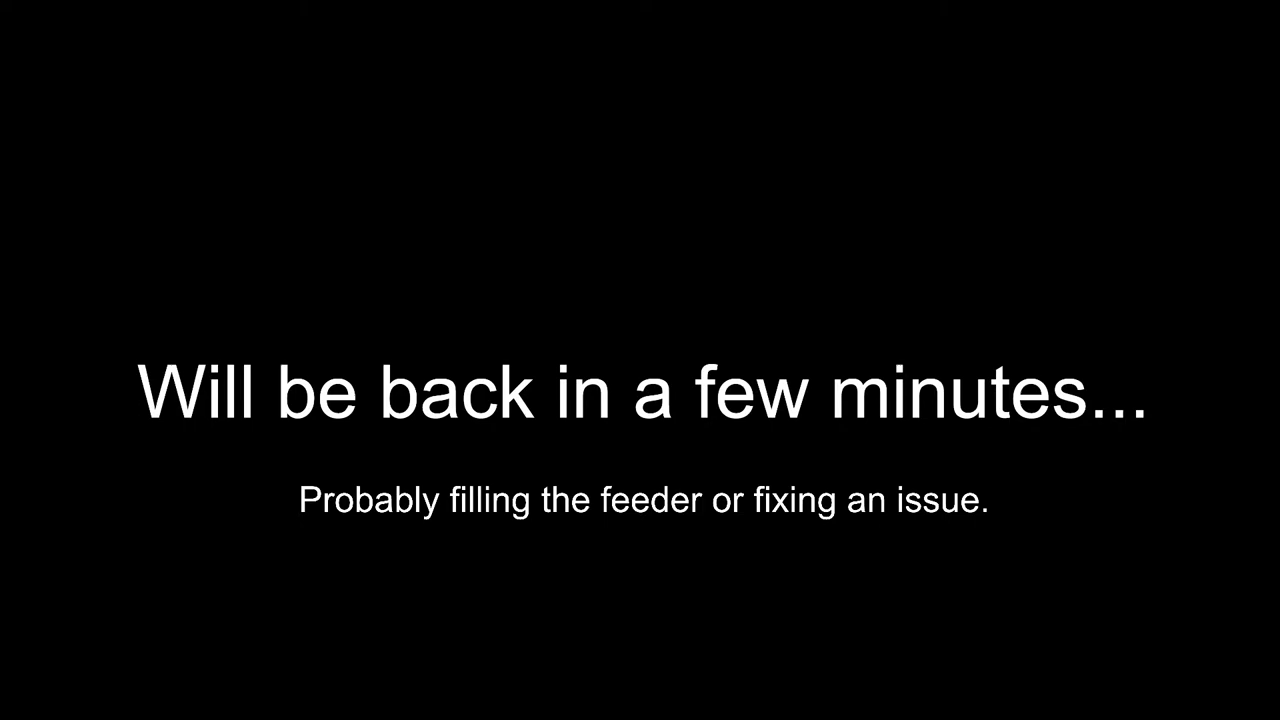 Will be back in a few minutes...
Probably filling the feeder or fixing an issue.